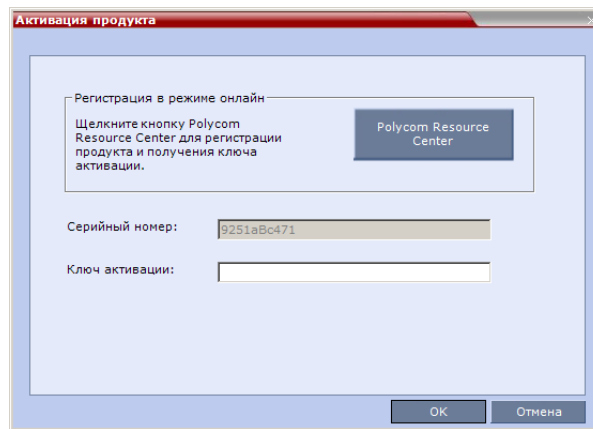 Активация продукта
Регистрация в режиме онлайн
Щелкните кнопку Polycom
Resource Center для регистрации
продукта и получения ключа
активации.
Polycom Resource
Center
Серийный номер:
9251aBc471
Ключ активации:
OK
Отмена